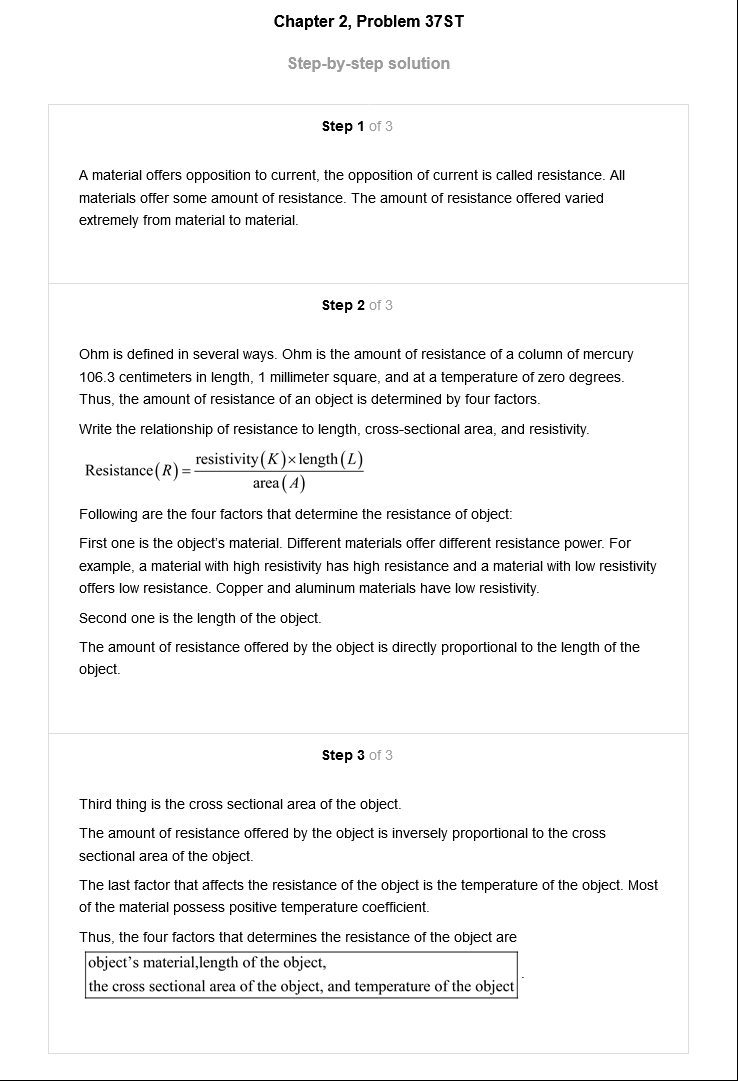 Chapter 2, Problem 37ST
Step-by-step solution
Step 1 of 3
A material offers opposition to current, the opposition of current is called resistance. All
materials offer some amount of resistance. The amount of resistance offered varied
extremely from material to material.
Step 2 of 3
Ohm is defined in several ways. Ohm is the amount of resistance of a column of mercury
106.3 centimeters in length, 1 millimeter square, and at a temperature of zero degrees.
Thus, the amount of resistance of an object is determined by four factors.
Write the relationship of resistance to length, cross-sectional area, and resistivity.
Resistance(R) = resistivity(K)×length(L)
area(A)
Following are the four factors that determine the resistance of object:
First one is the object's material. Different materials offer different resistance power. For
example, a material with high resistivity has high resistance and a material with low resistivity
offers low resistance. Copper and aluminum materials have low resistivity.
Second one is the length of the object.
The amount of resistance offered by the object is directly proportional to the length of the
object.
Step 3 of 3
Third thing is the cross sectional area of the object.
The amount of resistance offered by the object is inversely proportional to the cross
sectional area of the object.
The last factor that affects the resistance of the object is the temperature of the object. Most
of the material possess positive temperature coefficient.
Thus, the four factors that determines the resistance of the object are
object's material,length of the object,
the cross sectional area of the object, and temperature of the object.